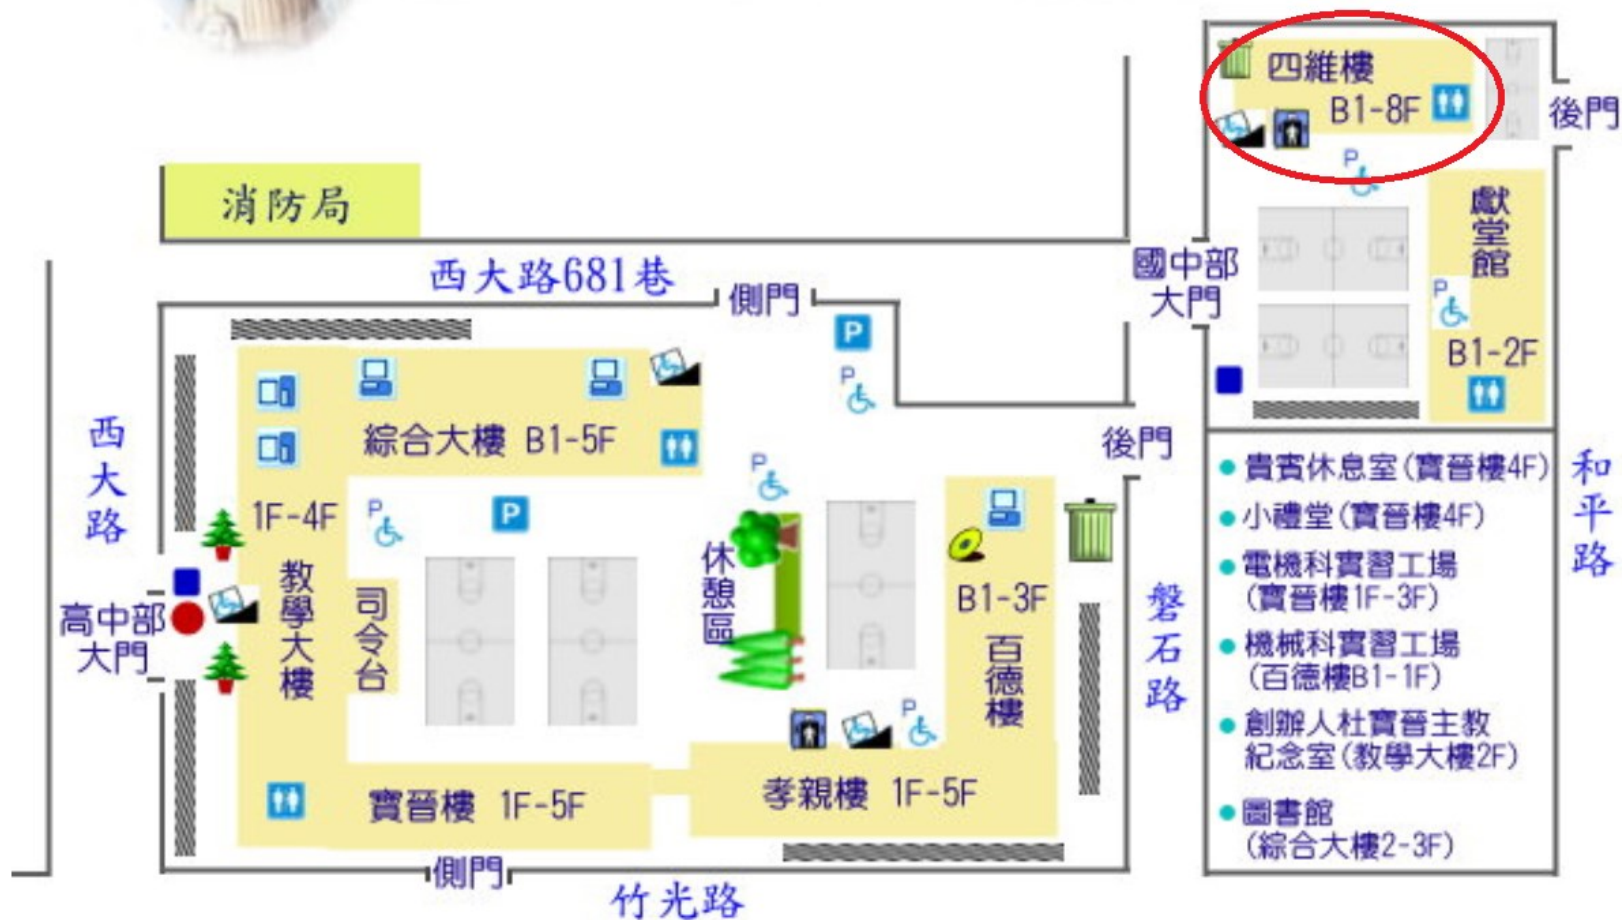 四維樓
B1-8F
後門
P
消防局
獻堂館
國中部
大門
西大路681巷
側門
P
P
B1-2F
P
綜合大樓 B1-5F
後門
西大路
P
1F-4F
P
P
休憩區
B1-3F
教學大樓
司令台
高中部
大門
百德樓
磐石路
P
孝親樓 1F-5F
寶晉樓 1F-5F
側門
竹光路
貴賓休息室(寶晉樓4F)
小禮堂(寶晉樓4F)
電機科實習工場
(寶晉樓1F-3F)
機械科實習工場
(百德樓B1-1F)
創辦人杜寶晉主教
紀念室(教學大樓2F)
圖書館
(綜合大樓2-3F)
和平路